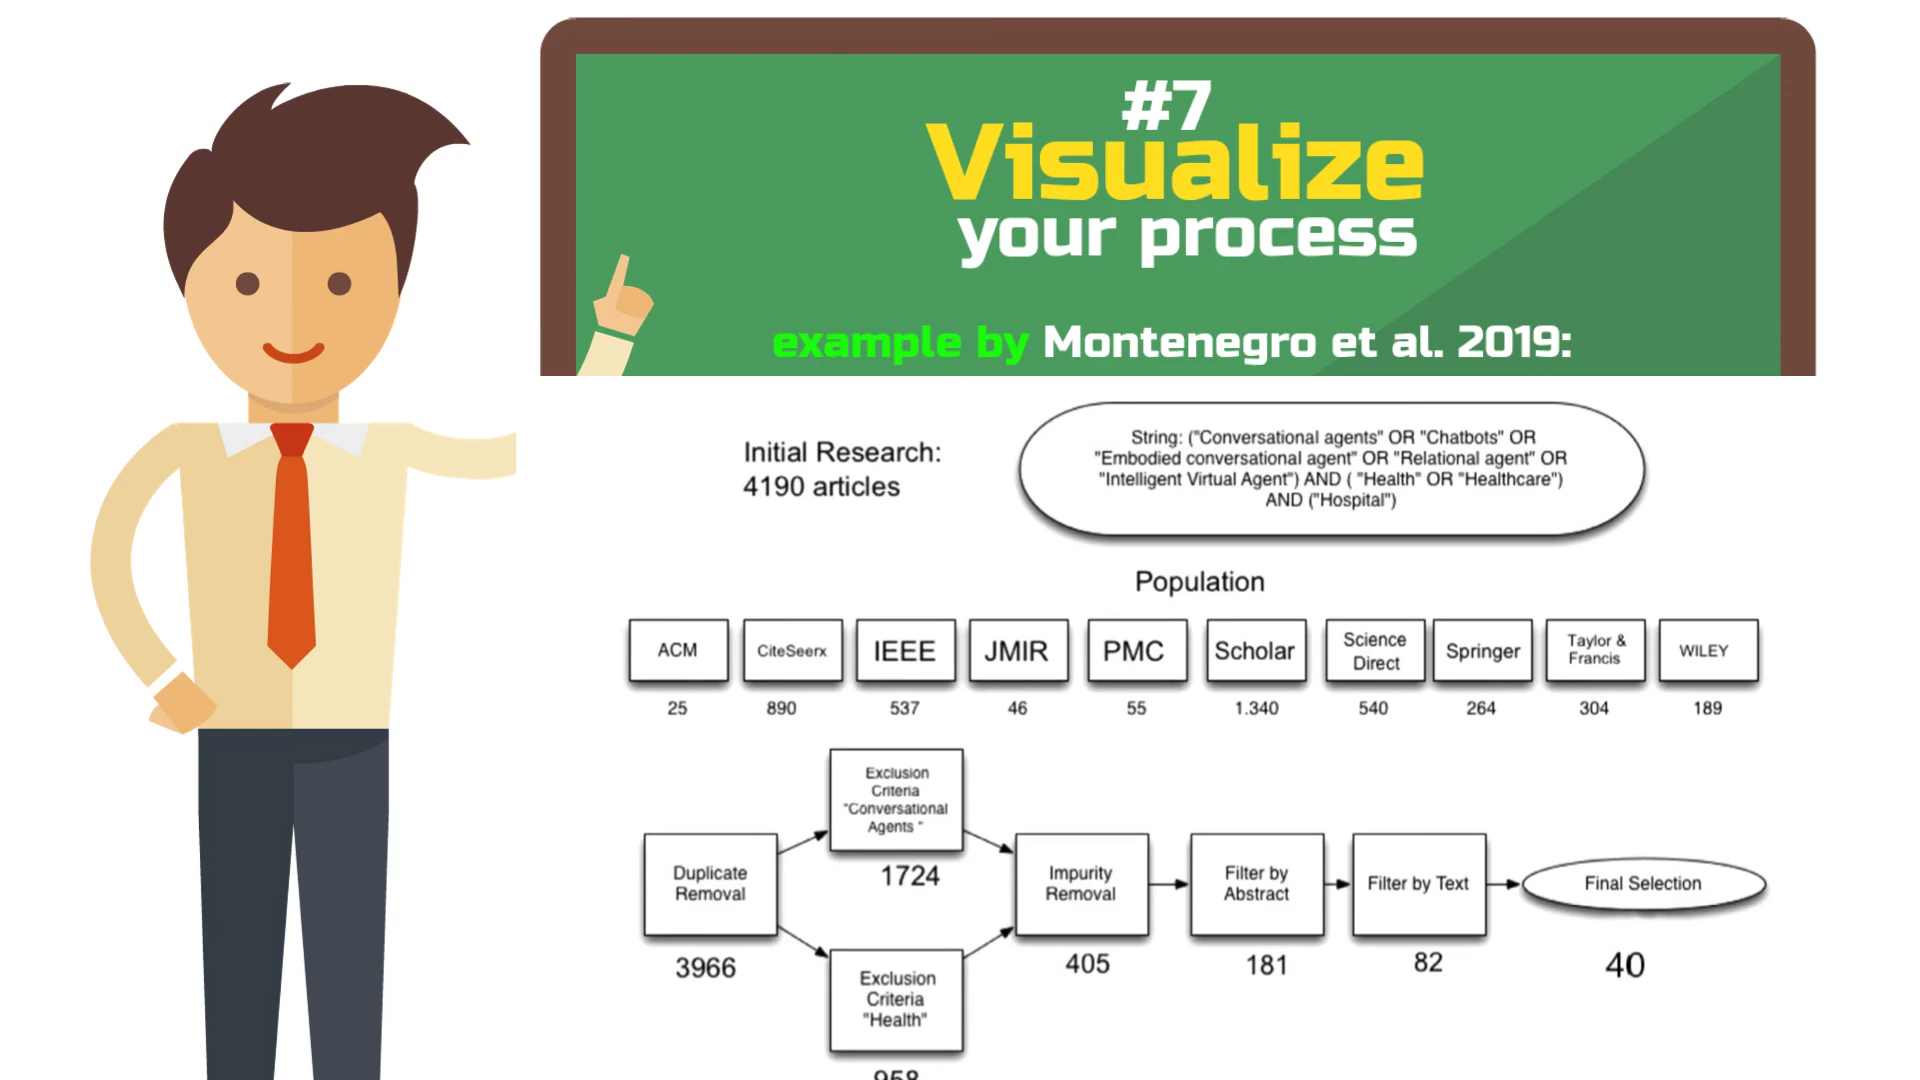 #7
Visualize
your process
example by Montenegro et al. 2019:
Initial Research:
4190 articles
String: ("Conversational agents" OR "Chatbots" OR
"Embodied conversational agent" OR "Relational agent" OR
"Intelligent Virtual Agent") AND ( "Health" OR "Healthcare")
AND ("Hospital")
Population
ACM
CiteSeerx
IEEE
JMIR
PMC
Scholar
Science
Direct
Springer
Taylor &
Francis
WILEY
25
890
537
46
55
1.340
540
264
304
189
Exclusion
Criteria
"Conversational
Agents "
1724
Duplicate
Removal
3966
Exclusion
Criteria
"Health"
958
Impurity
Removal
405
Filter by
Abstract
181
Filter by Text
82
Final Selection
40